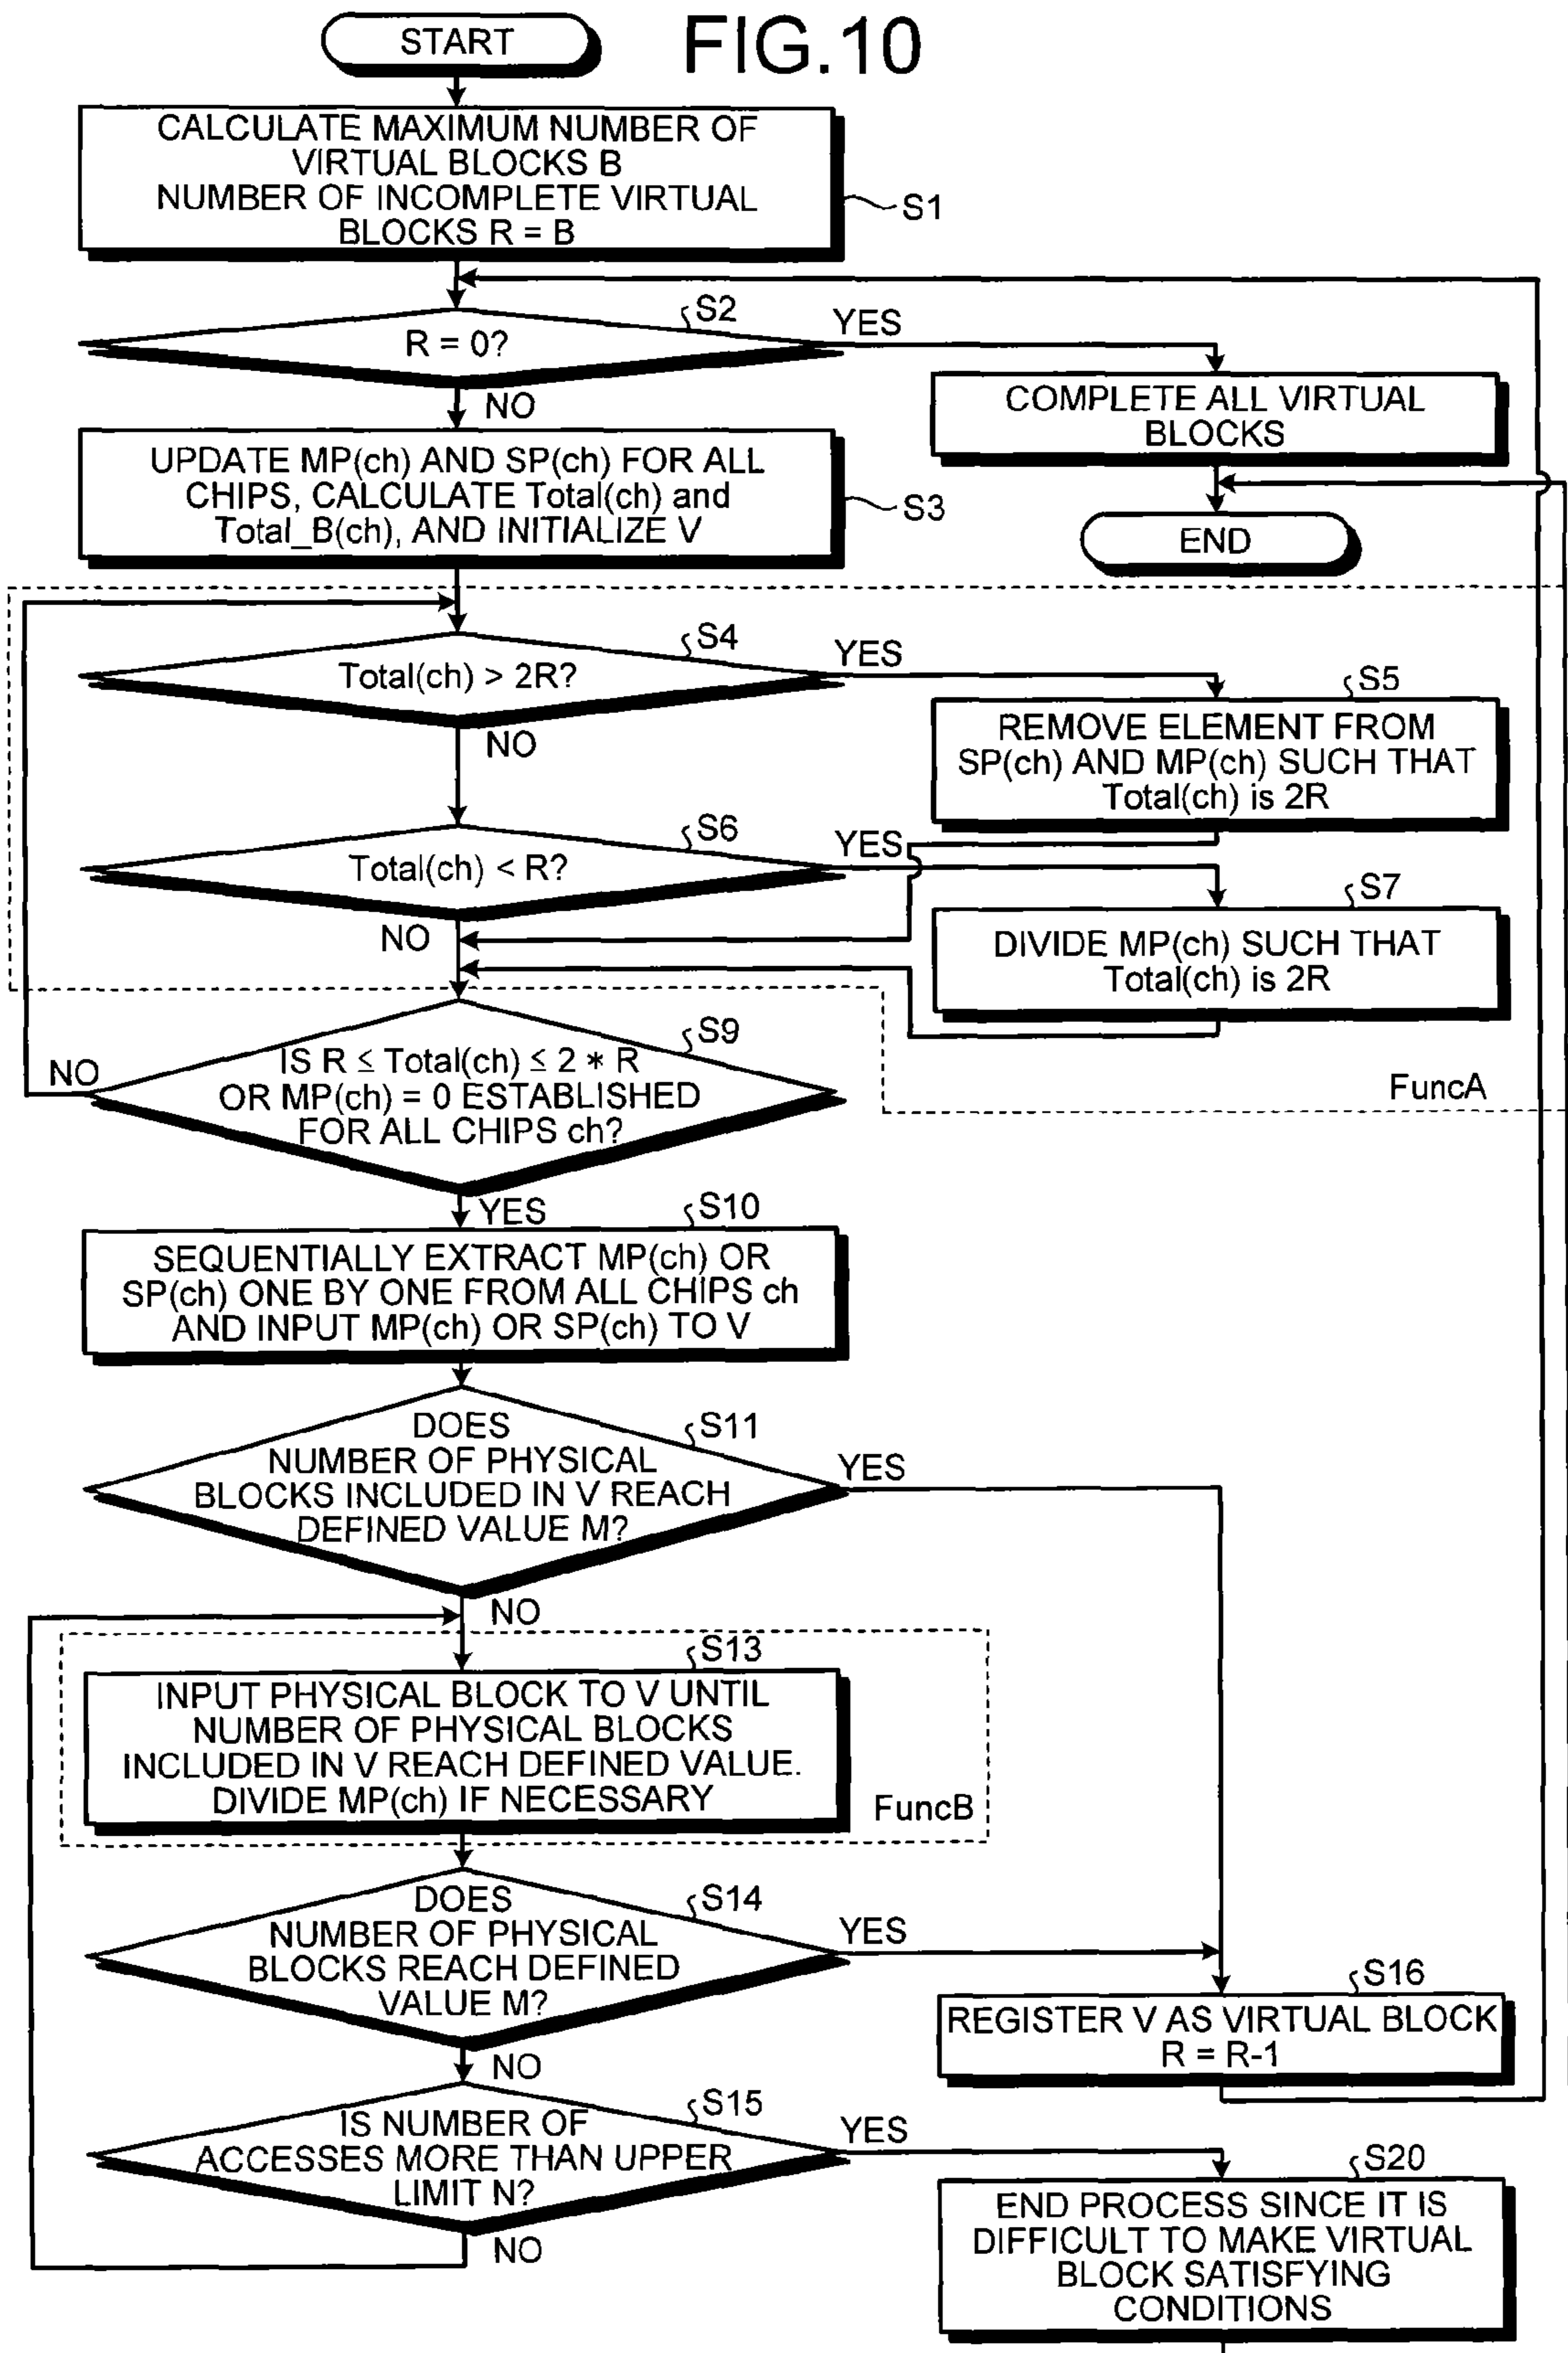 START
FIG.10
CALCULATE MAXIMUM NUMBER OF
VIRTUAL BLOCKS B
NUMBER OF INCOMPLETE VIRTUAL
BLOCKS R = B
S1
S2
R = 0?
YES
NO
COMPLETE ALL VIRTUAL
BLOCKS
END
UPDATE MP(ch) AND SP(ch) FOR ALL
CHIPS, CALCULATE Total(ch) and
Total_B(ch), AND INITIALIZE V
S3
S4
Total(ch) > 2R?
YES
NO
S5
REMOVE ELEMENT FROM
SP(ch) AND MP(ch) SUCH THAT
Total(ch) is 2R
S6
Total(ch) < R?
YES
NO
S7
DIVIDE MP(ch) SUCH THAT
Total(ch) is 2R
S9
IS R ≤ Total(ch) ≤ 2 * R
OR MP(ch) = 0 ESTABLISHED
FOR ALL CHIPS ch?
NO
FuncA
YES
S10
SEQUENTIALLY EXTRACT MP(ch) OR
SP(ch) ONE BY ONE FROM ALL CHIPS ch
AND INPUT MP(ch) OR SP(ch) TO V
S11
DOES
NUMBER OF PHYSICAL
BLOCKS INCLUDED IN V REACH
DEFINED VALUE M?
YES
NO
S13
INPUT PHYSICAL BLOCK TO V UNTIL
NUMBER OF PHYSICAL BLOCKS
INCLUDED IN V REACH DEFINED VALUE.
DIVIDE MP(ch) IF NECESSARY
FuncB
S14
DOES
NUMBER OF PHYSICAL
BLOCKS REACH DEFINED
VALUE M?
YES
NO
S16
REGISTER V AS VIRTUAL BLOCK
R = R-1
S15
IS NUMBER OF
ACCESSES MORE THAN UPPER
LIMIT N?
YES
NO
S20
END PROCESS SINCE IT IS
DIFFICULT TO MAKE VIRTUAL
BLOCK SATISFYING
CONDITIONS